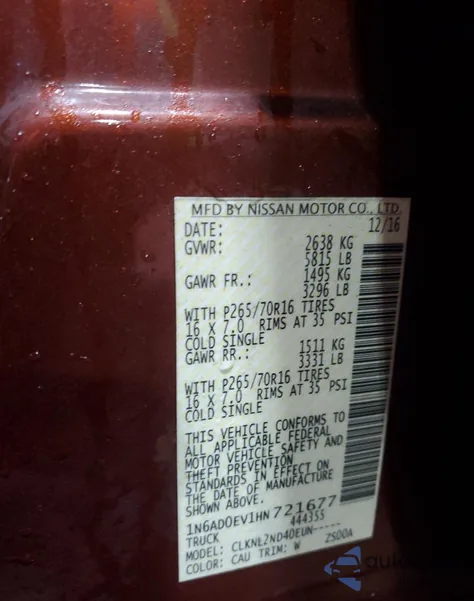 MFD BY NISSAN MOTOR CO., LTD.
DATE: 12/16
GVWR: 2638 KG
5815 LB
GAWR FR.: 1495 KG
3296 LB
WITH P265/70R16 TIRES
16 X 7.0 RIMS AT 35 PSI
COLD SINGLE
GAWR RR.: 1511 KG
3331 LB
WITH P265/70R16 TIRES
16 X 7.0 RIMS AT 35 PSI
COLD SINGLE
THIS VEHICLE CONFORMS TO
ALL APPLICABLE FEDERAL
MOTOR VEHICLE SAFETY AND
THEFT PREVENTION
STANDARDS IN EFFECT ON
THE DATE OF MANUFACTURE
SHOWN ABOVE.
1N6AD0EV1HN721677
TRUCK 444355
MODEL: CLKNL2ND40EUN-----
COLOR: CAU TRIM: W ZSOOA